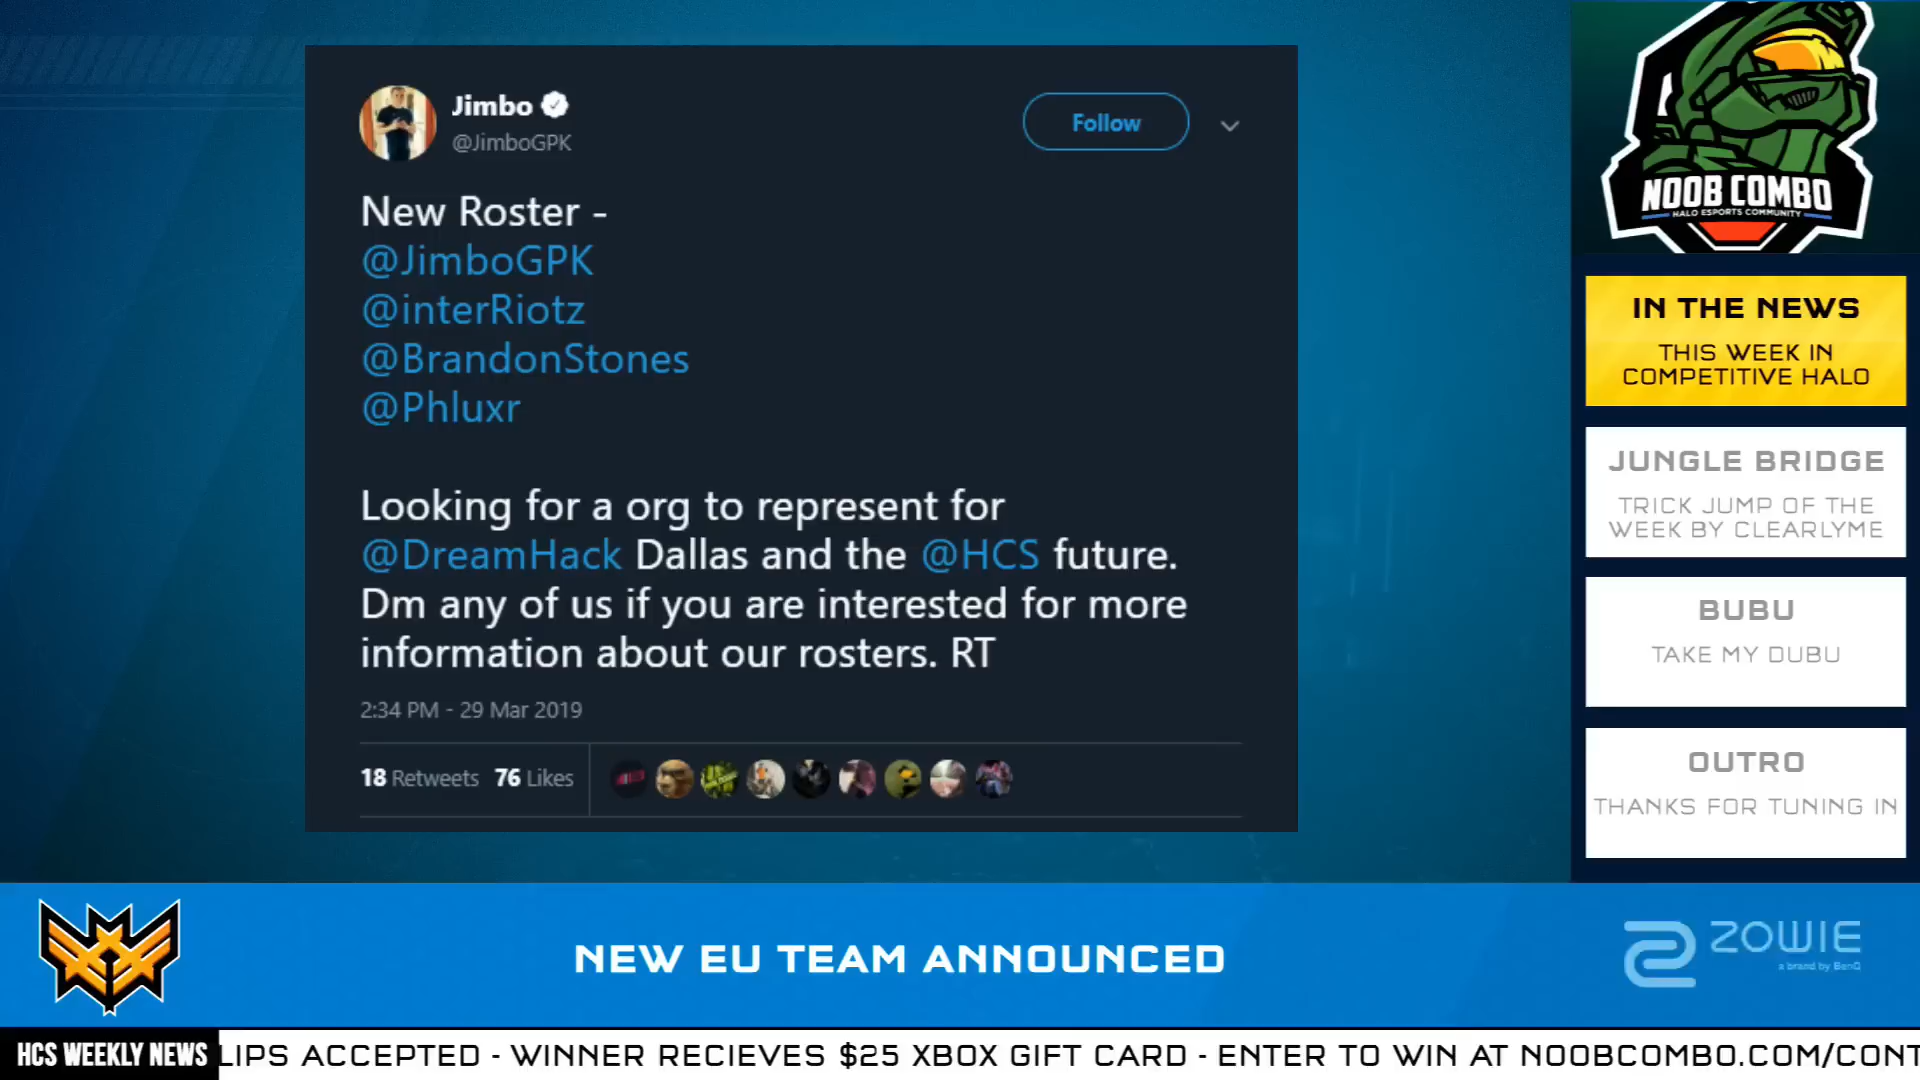 Jimbo
@JimboGPK
Follow
New Roster -
@JimboGPK
@interRiotz
@BrandonStones
@Phluxr
Looking for a org to represent for
@DreamHack Dallas and the @HCS future.
Dm any of us if you are interested for more
information about our rosters. RT
2:34 PM - 29 Mar 2019
18 Retweets 76 Likes
NOOB COMBO
HALO ESPORTS COMMUNITY
IN THE NEWS
THIS WEEK IN
COMPETITIVE HALO
JUNGLE BRIDGE
TRICK JUMP OF THE
WEEK BY CLEARLYME
BUBU
TAKE MY DUBU
OUTRO
THANKS FOR TUNING IN
NEW EU TEAM ANNOUNCED
ZOWIE
a brand by BenQ
HCS WEEKLY NEWS
LIPS ACCEPTED - WINNER RECIEVES $25 XBOX GIFT CARD - ENTER TO WIN AT NOOBCOMBO.COM/CONT